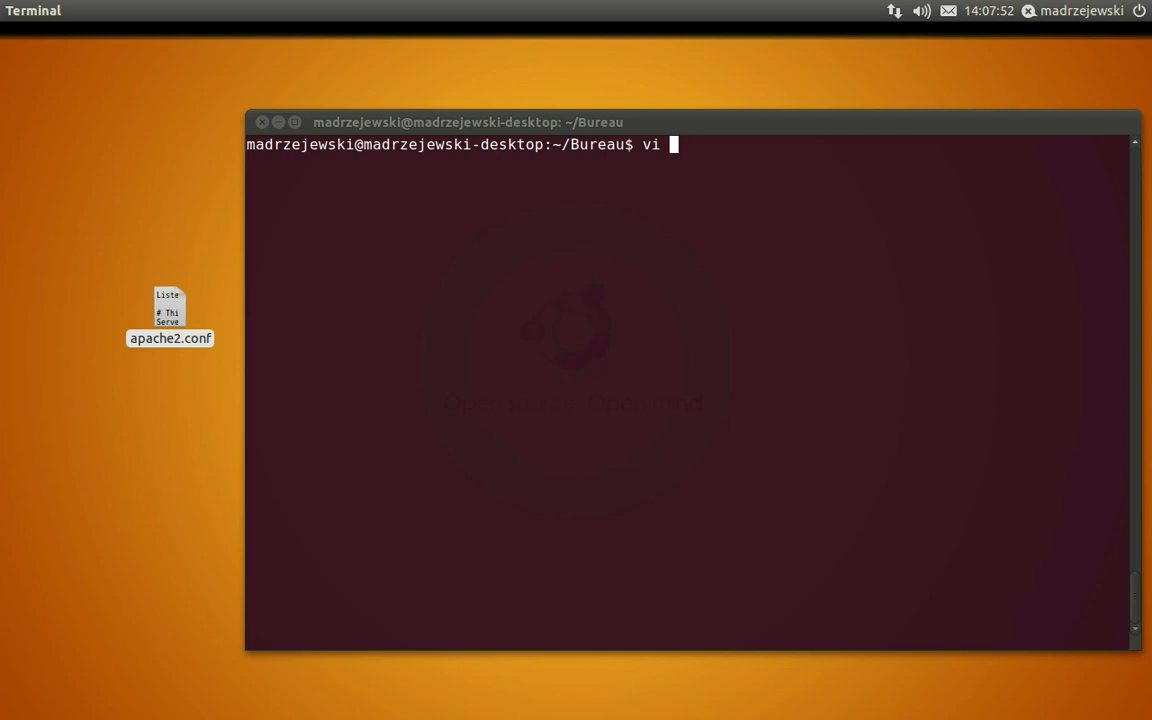 Terminal
14:07:52 madrzejewski
madrzejewski@madrzejewski-desktop: ~/Bureau
madrzejewski@madrzejewski-desktop:~/Bureau$ vi
Liste
# Thi
Serve
apache2.conf